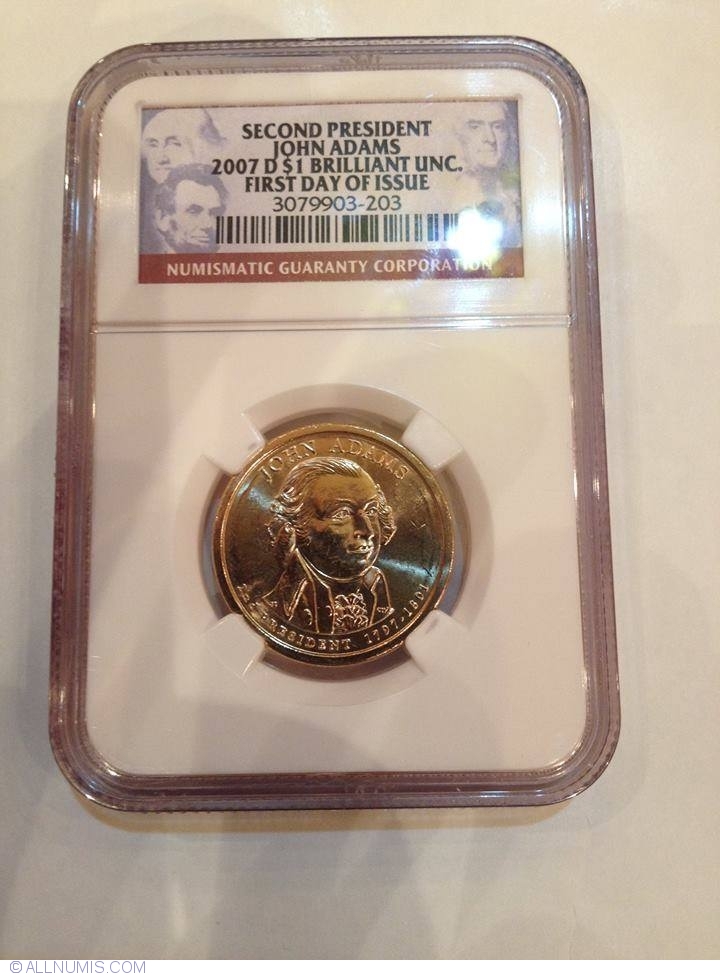 SECOND PRESIDENT
JOHN ADAMS
2007 D $1 BRILLIANT UNC.
FIRST DAY OF ISSUE
3079903-203
NUMISMATIC GUARANTY CORPORATION
JOHN ADAMS
PRESIDENT 1797-1801
© ALLNUMIS.COM